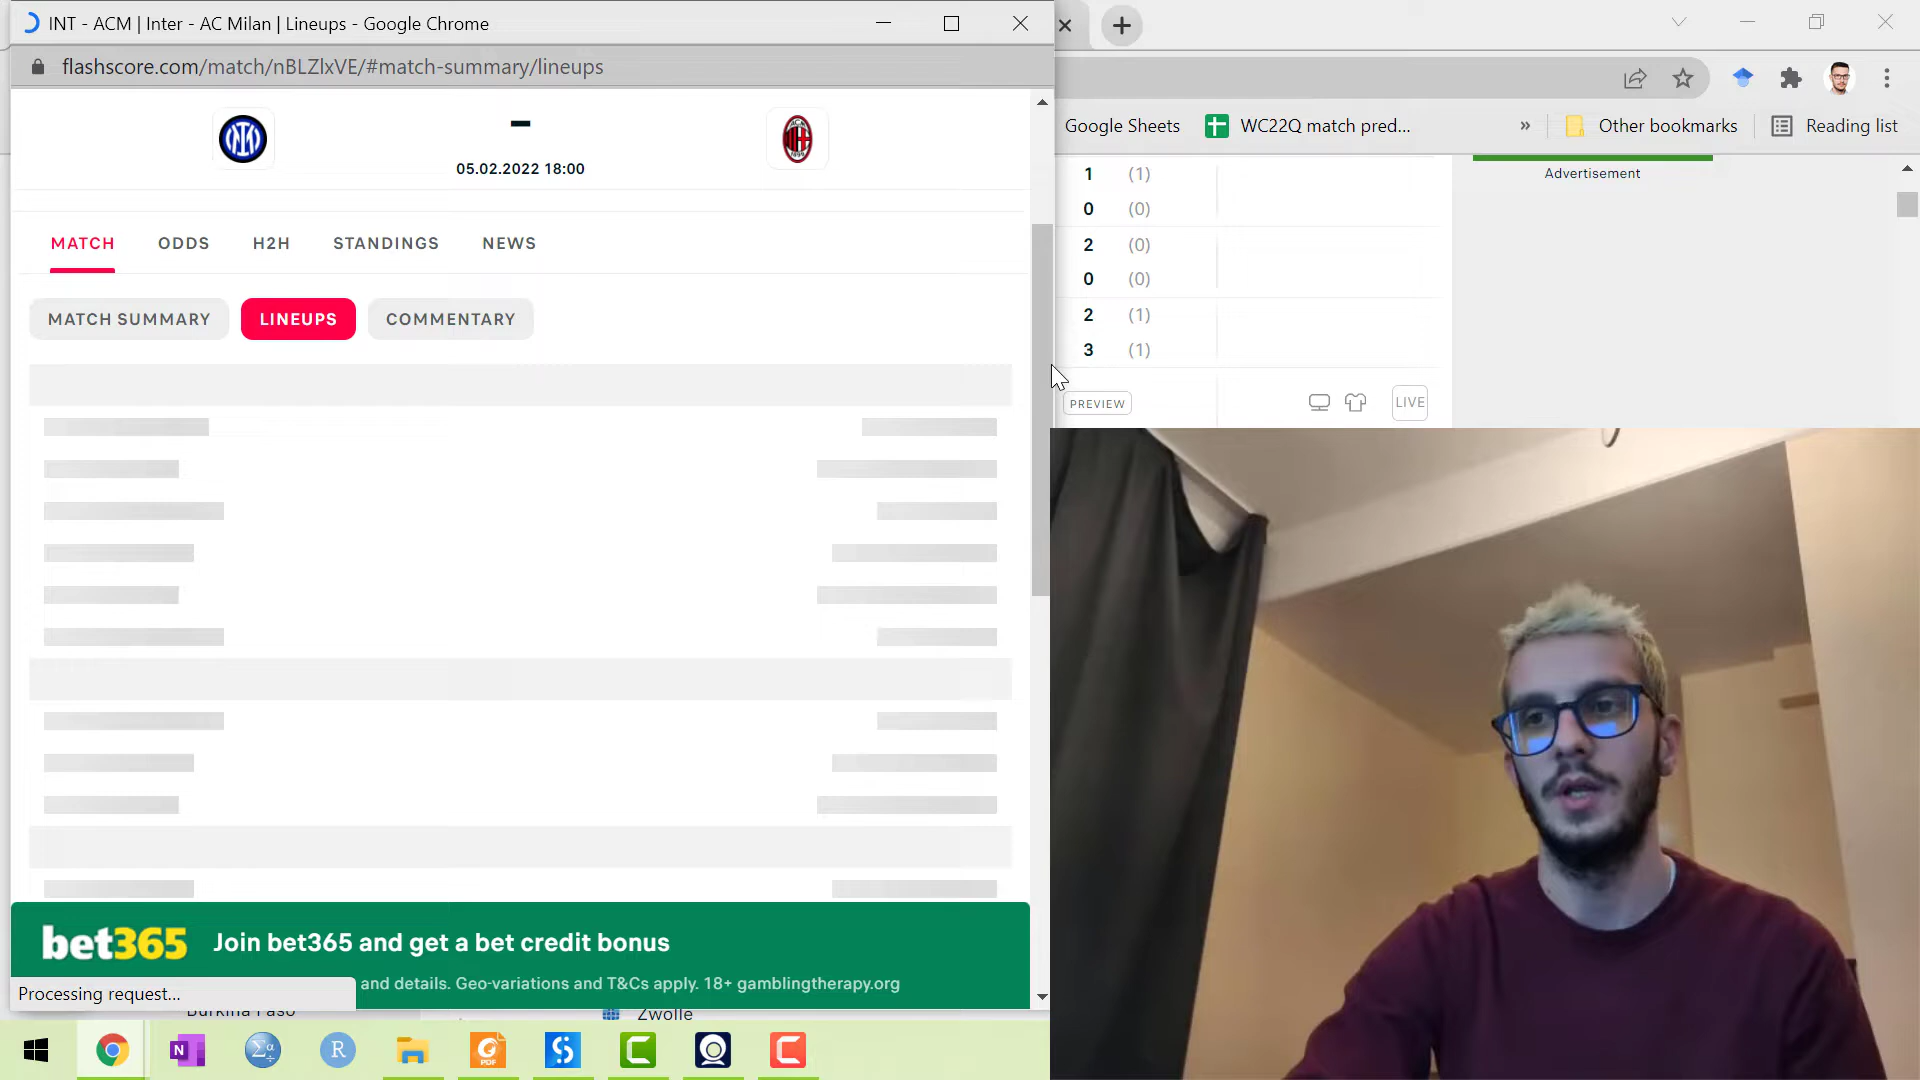 INT - ACM | Inter - AC Milan | Lineups - Google Chrome
flashscore.com/match/nBLZlxVE/#match-summary/lineups
05.02.2022 18:00
MATCH ODDS H2H STANDINGS NEWS
MATCH SUMMARY LINEUPS COMMENTARY
bet365 Join bet365 and get a bet credit bonus
and details. Geo-variations and T&Cs apply. 18+ gamblingtherapy.org
Processing request...
Burkina Faso
Zwolle
Google Sheets WC22Q match pred... » Other bookmarks Reading list
Advertisement
1 (1)
0 (0)
2 (0)
0 (0)
2 (1)
3 (1)
PREVIEW LIVE
N
R
PDF